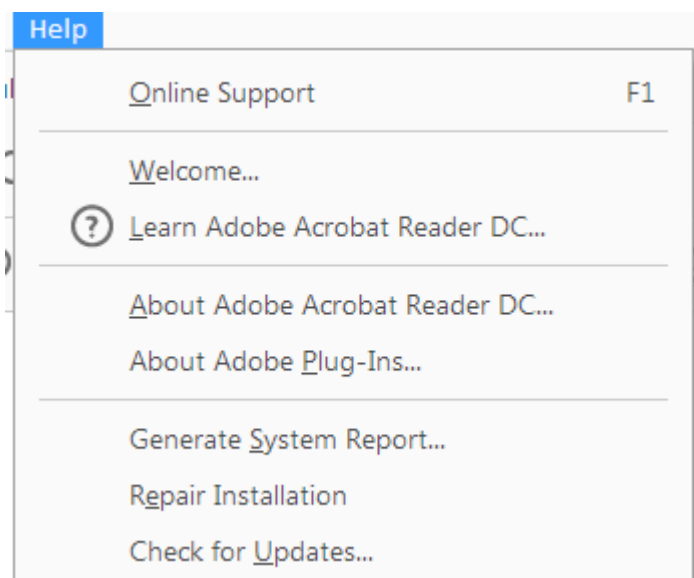 Help
Online Support F1
Welcome...
Learn Adobe Acrobat Reader DC...
About Adobe Acrobat Reader DC...
About Adobe Plug-Ins...
Generate System Report...
Repair Installation
Check for Updates...